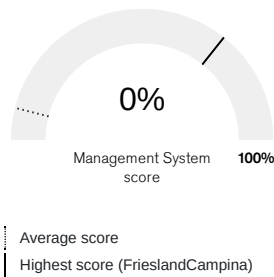 0%
Management System
score
100%
Average score
Highest score (FrieslandCampina)